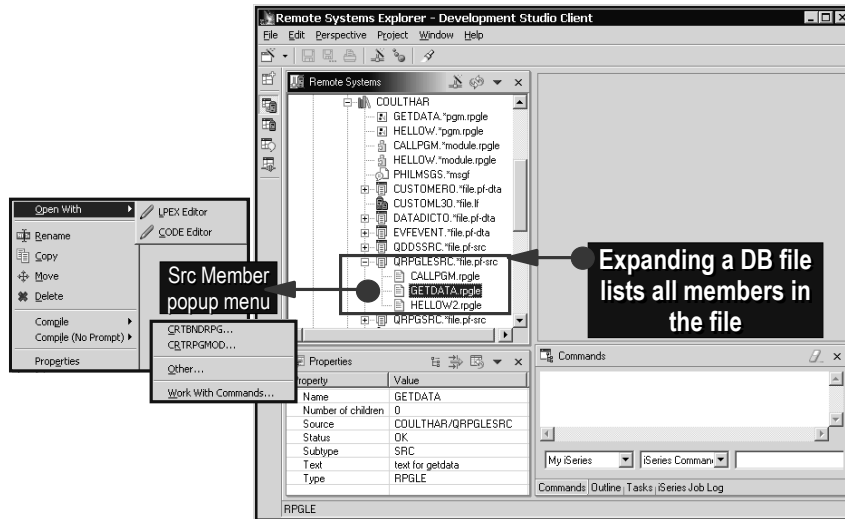 Remote Systems Explorer - Development Studio Client
File Edit Perspective Project Window Help
Remote Systems
COULTHAR
GETDATA.*pgm.rpgle
HELLOW.*pgm.rpgle
CALLPGM.*module.rpgle
HELLOW.*module.rpgle
PHILMSGS.*msgf
CUSTOMER0.*file.pf-dta
CUSTOML30.*file.lf
DATADICTO.*file.pf-dta
EVFEVENT.*file.pf-dta
QDDSSRC.*file.pf-src
QRPGLESRC.*file.pf-src
CALLPGM.rpgle
GETDATA.rpgle
HELLOW2.rpgle
QRPGSRC.*file.pf-src
Open With
Rename
Copy
Move
Delete
Compile
Compile (No Prompt)
Properties
LPEX Editor
CODE Editor
Src Member
popup menu
CRTBNDRPG...
CRTRPGMOD...
Other...
Work With Commands...
Expanding a DB file
lists all members in
the file
Properties
Property Value
Name GETDATA
Number of children 0
Source COULTHAR/QRPGLESRC
Status OK
Subtype SRC
Text text for getdata
Type RPGLE
Commands
My iSeries iSeries Comman
Commands Outline Tasks iSeries Job Log
RPGLE